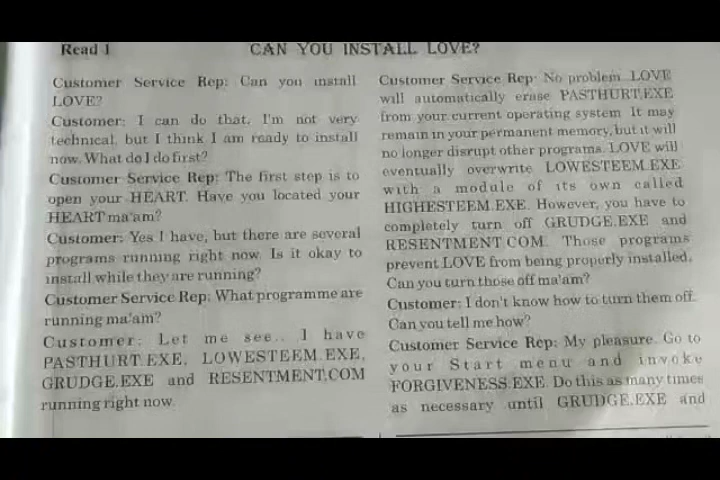 Read 1
CAN YOU INSTALL LOVE?
Customer Service Rep: Can you install
LOVE?
Customer: I can do that. I'm not very
technical, but I think I am ready to install
now. What do I do first?
Customer Service Rep: The first step is to
open your HEART. Have you located your
HEART ma'am?
Customer: Yes I have, but there are several
programs running right now. Is it okay to
install while they are running?
Customer Service Rep: What programme are
running ma'am?
Customer: Let me see.. I have
PASTHURT.EXE, LOWESTEEM.EXE,
GRUDGE.EXE and RESENTMENT.COM
running right now.
Customer Service Rep: No problem. LOVE
will automatically erase PASTHURT.EXE
from your current operating system. It may
remain in your permanent memory, but it will
no longer disrupt other programs. LOVE will
eventually overwrite LOWESTEEM.EXE
with a module of its own called
HIGHESTEEM.EXE. However, you have to
completely turn off GRUDGE.EXE and
RESENTMENT.COM. Those programs
prevent LOVE from being properly installed.
Can you turn those off ma'am?
Customer: I don't know how to turn them off.
Can you tell me how?
Customer Service Rep: My pleasure. Go to
your Start menu and invoke
FORGIVENESS.EXE. Do this as many times
as necessary until GRUDGE.EXE and